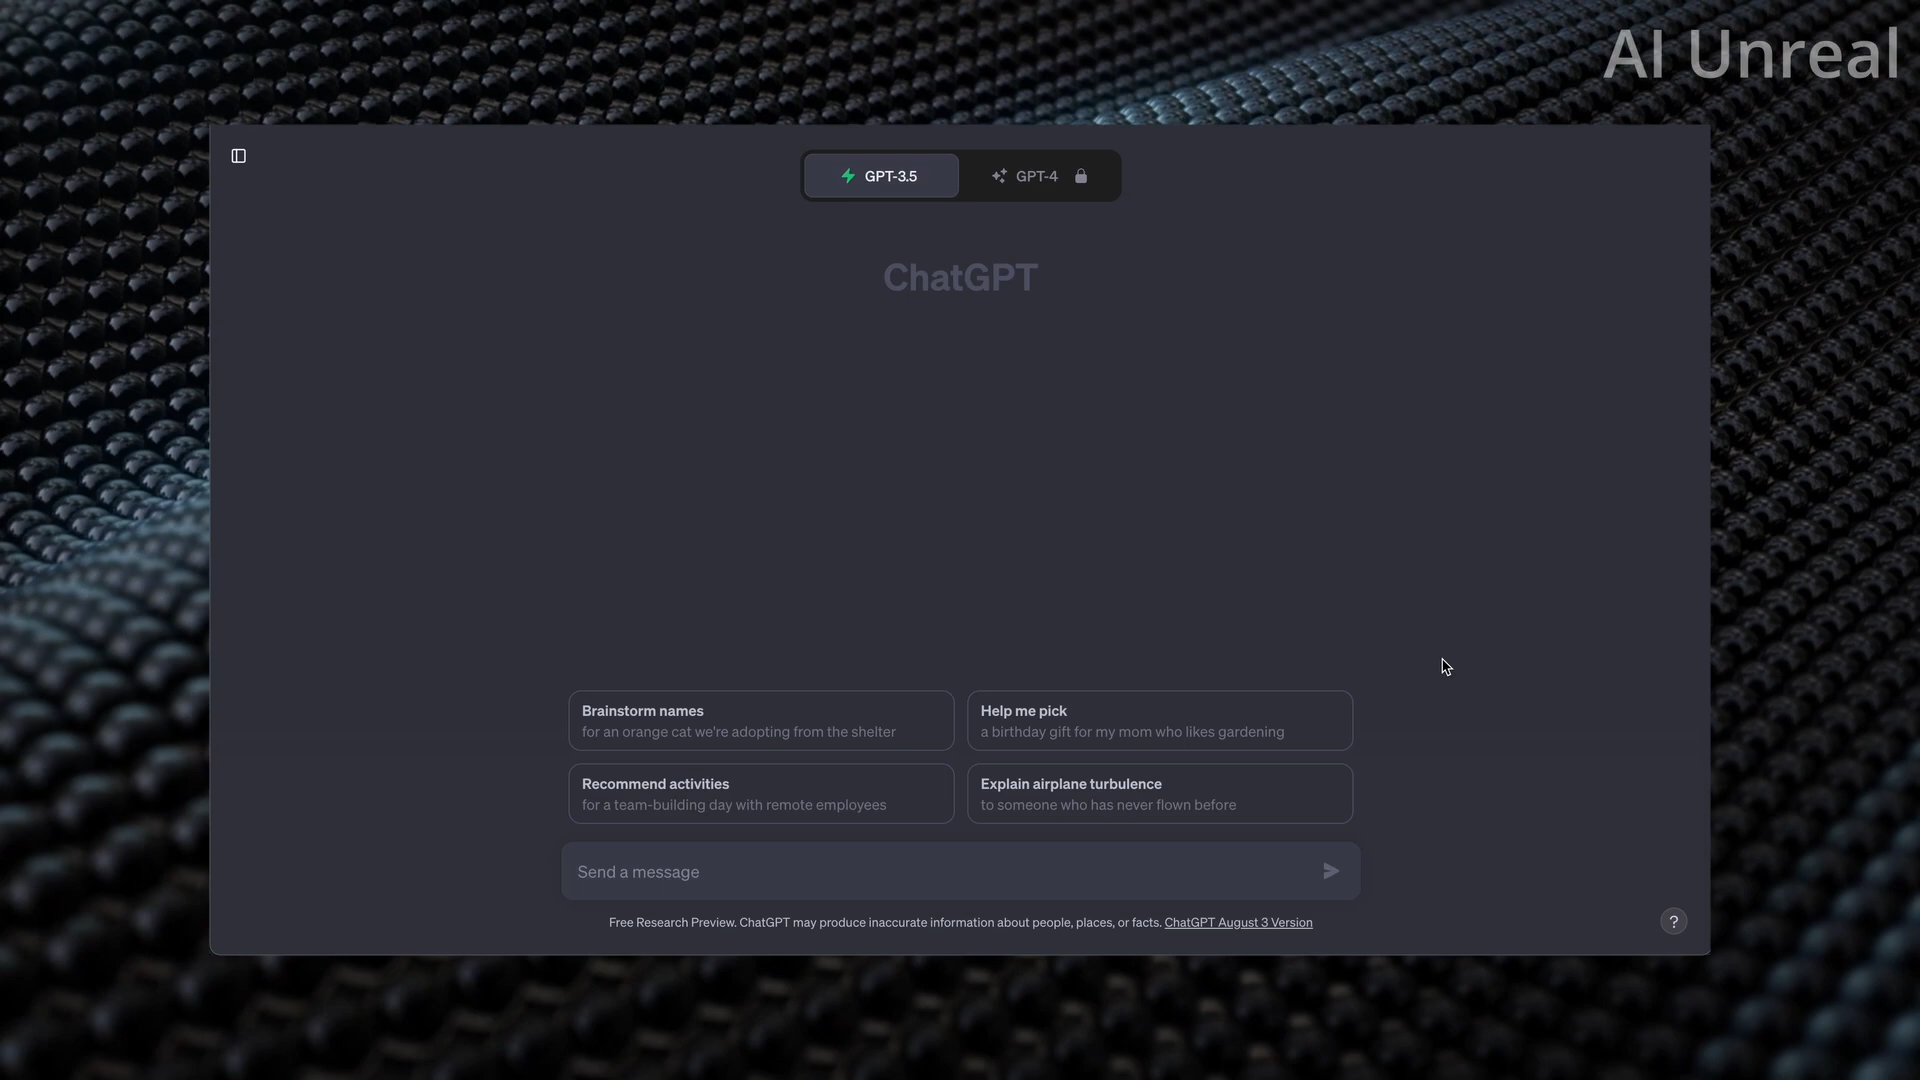 AI Unreal
GPT-3.5
GPT-4
ChatGPT
Brainstorm names
for an orange cat we're adopting from the shelter
Help me pick
a birthday gift for my mom who likes gardening
Recommend activities
for a team-building day with remote employees
Explain airplane turbulence
to someone who has never flown before
Send a message
Free Research Preview. ChatGPT may produce inaccurate information about people, places, or facts. ChatGPT August 3 Version
?